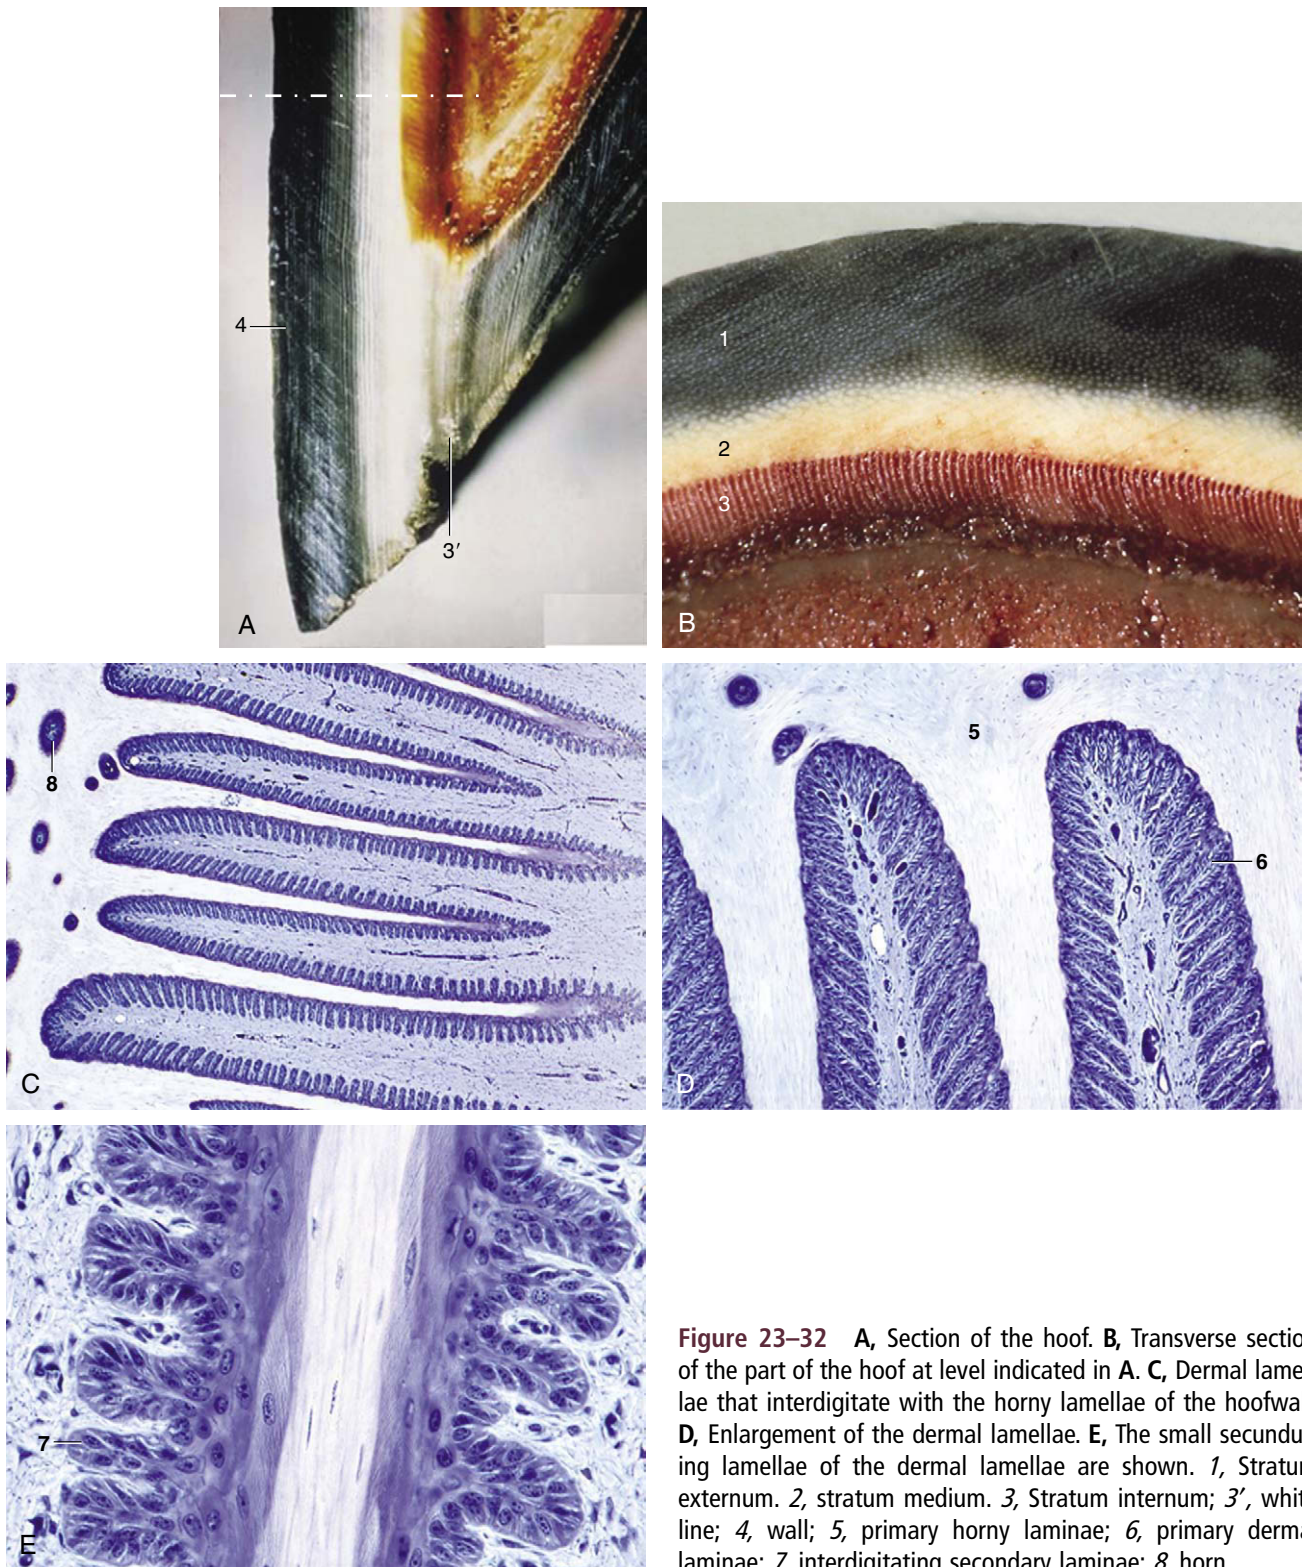 4
3′
A
1
2
3
B
8
C
5
6
D
7
E
Figure 23–32 A, Section of the hoof. B, Transverse section
of the part of the hoof at level indicated in A. C, Dermal lamel-
lae that interdigitate with the horny lamellae of the hoofwa
D, Enlargement of the dermal lamellae. E, The small secundu
ing lamellae of the dermal lamellae are shown. 1, Stratu
externum. 2, stratum medium. 3, Stratum internum; 3′, whit
line; 4, wall; 5, primary horny laminae; 6, primary derma
laminae; 7, interdigitating secondary laminae; 8, horn